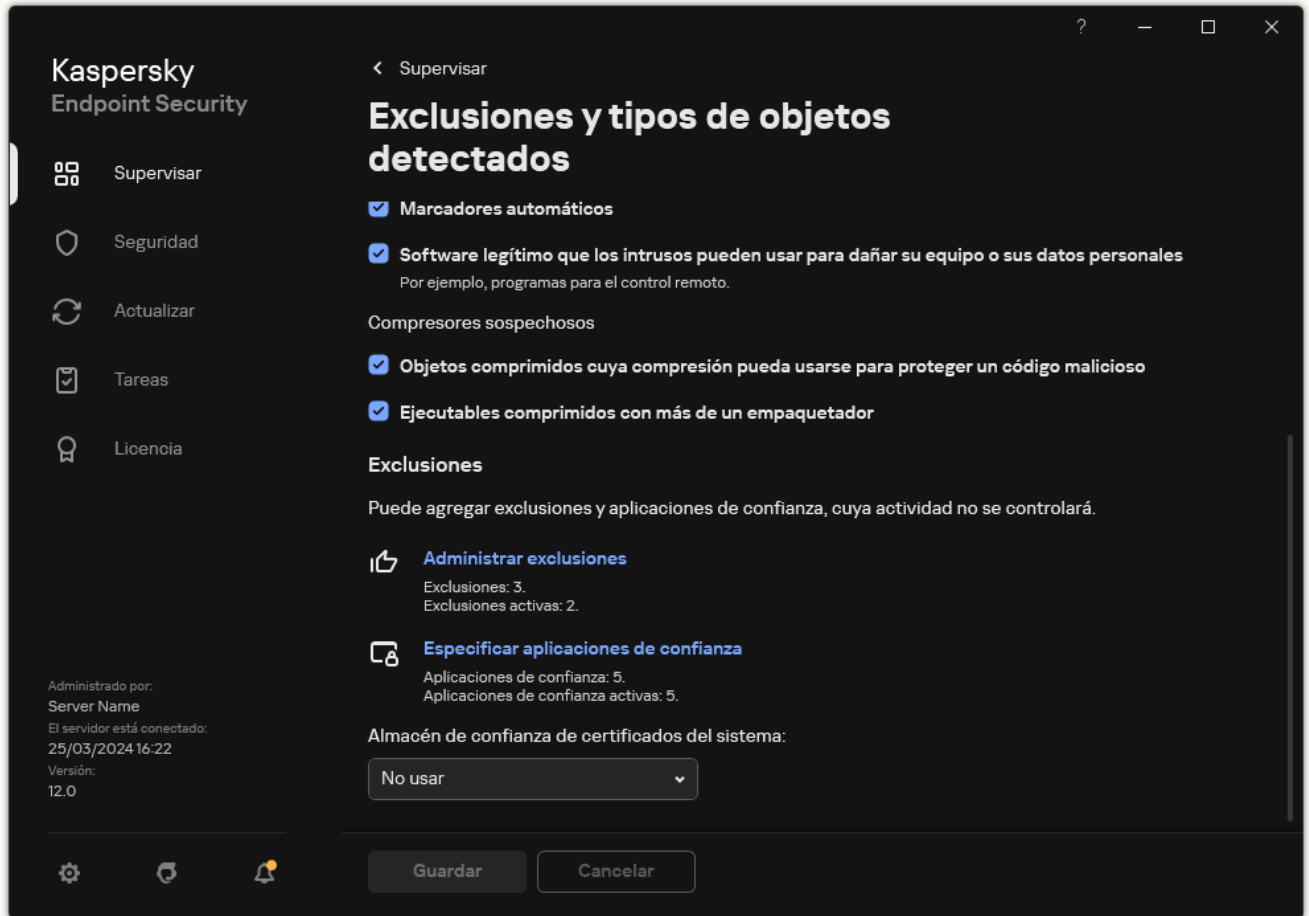 ?
Kaspersky
Endpoint Security
Supervisar
Seguridad
Actualizar
Tareas
Licencia
Administrado por:
Server Name
El servidor está conectado:
25/03/2024 16:22
Versión:
12.0
Supervisar
Exclusiones y tipos de objetos
detectados
Marcadores automáticos
Software legítimo que los intrusos pueden usar para dañar su equipo o sus datos personales
Por ejemplo, programas para el control remoto.
Compresores sospechosos
Objetos comprimidos cuya compresión pueda usarse para proteger un código malicioso
Ejecutables comprimidos con más de un empaquetador
Exclusiones
Puede agregar exclusiones y aplicaciones de confianza, cuya actividad no se controlará.
Administrar exclusiones
Exclusiones: 3.
Exclusiones activas: 2.
Especificar aplicaciones de confianza
Aplicaciones de confianza: 5.
Aplicaciones de confianza activas: 5.
Almacén de confianza de certificados del sistema:
No usar
Guardar
Cancelar